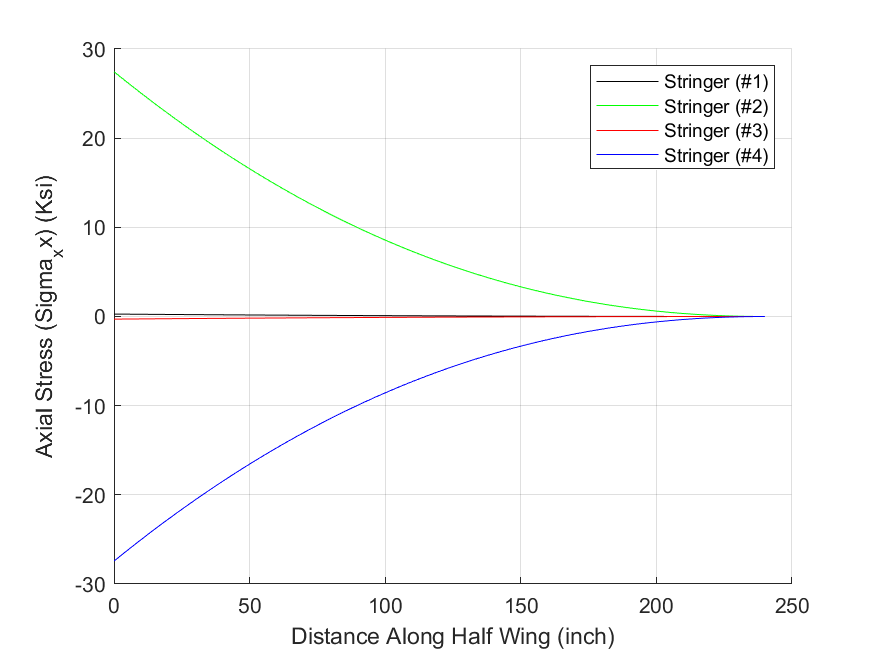 30
20
10
0
-10
-20
-30
Axial Stress (Sigma_x x) (Ksi)
Stringer (#1)
Stringer (#2)
Stringer (#3)
Stringer (#4)
0 50 100 150 200 250
Distance Along Half Wing (inch)